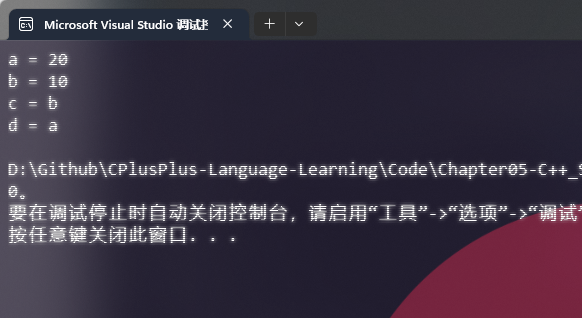 Microsoft Visual Studio 调试
a = 20
b = 10
c = b
d = a
D:\Github\CPlusPlus-Language-Learning\Code\Chapter05-C++_
0。
要在调试停止时自动关闭控制台，请启用“工具”->“选项”->“调试”
按任意键关闭此窗口. . .